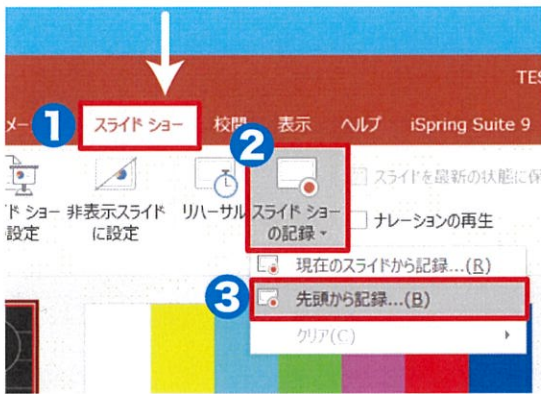 TES
1 スライド ショー 校閲 表示 ヘルプ iSpring Suite 9
2
スライドを最新の状態に保
ド ショー 非表示スライド リハーサル スライド ショー
設定 に設定 の記録
ナレーションの再生
現在のスライドから記録...(R)
3 先頭から記録...(B)
クリア(C)